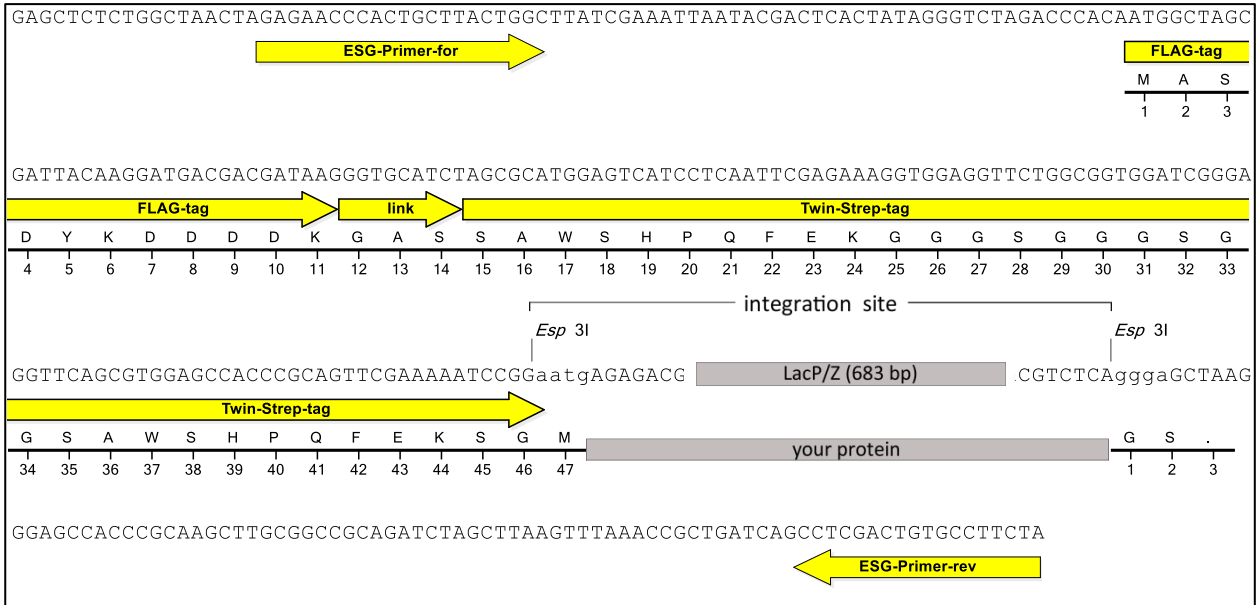 GAGCTCTCTGGCTAACTAGAGAACCCACTGCTTACTGGCTTATCGAAATTAATACGACTCACTATAGGGTCTAGACCCACAATGGCTAGC
ESG-Primer-for FLAG-tag
M A S
1 2 3
GATTACAAGGATGACGACGATAAGGGTGCATCTAGCGCATGGAGTCATCCTCAATTCGAGAAAGGTGGAGGTTCTGGCGGTGGATCGGGA
FLAG-tag link Twin-Strep-tag
D Y K D D D D K G A S S A W S H P Q F E K G G G S G G G S G
4 5 6 7 8 9 10 11 12 13 14 15 16 17 18 19 20 21 22 23 24 25 26 27 28 29 30 31 32 33
integration site
Esp 3I Esp 3I
GGTTCAGCGTGGAGCCACCCGCAGTTCGAAAAATCCGGaatgAGAGACG LacP/Z (683 bp) .CGTCTCAgggaGCTAAG
Twin-Strep-tag
G S A W S H P Q F E K S G M your protein G S .
34 35 36 37 38 39 40 41 42 43 44 45 46 47 1 2 3
GGAGCCACCCGCAAGCTTGCGGCCGCAGATCTAGCTTAAGTTTAAACCGCTGATCAGCCTCGACTGTGCCTTCTA
ESG-Primer-rev